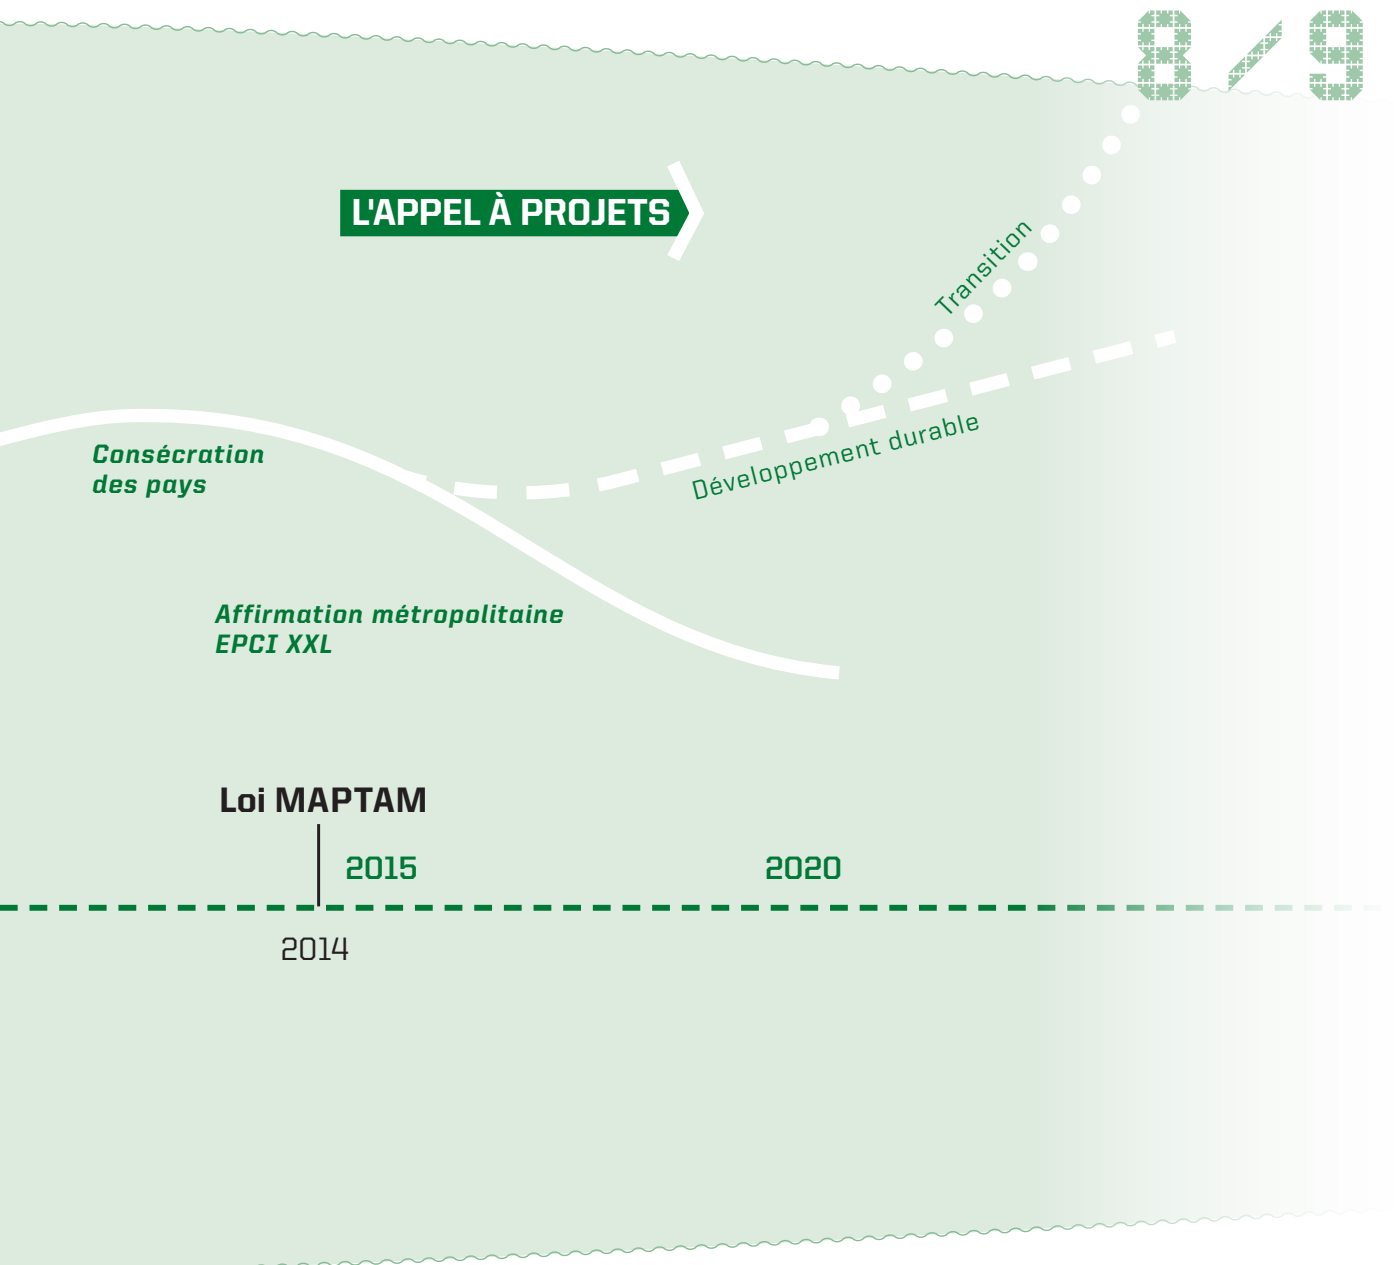 8/9
L'APPEL À PROJETS
Transition
Développement durable
Consécration
des pays
Affirmation métropolitaine
EPCI XXL
Loi MAPTAM
2015
2020
2014